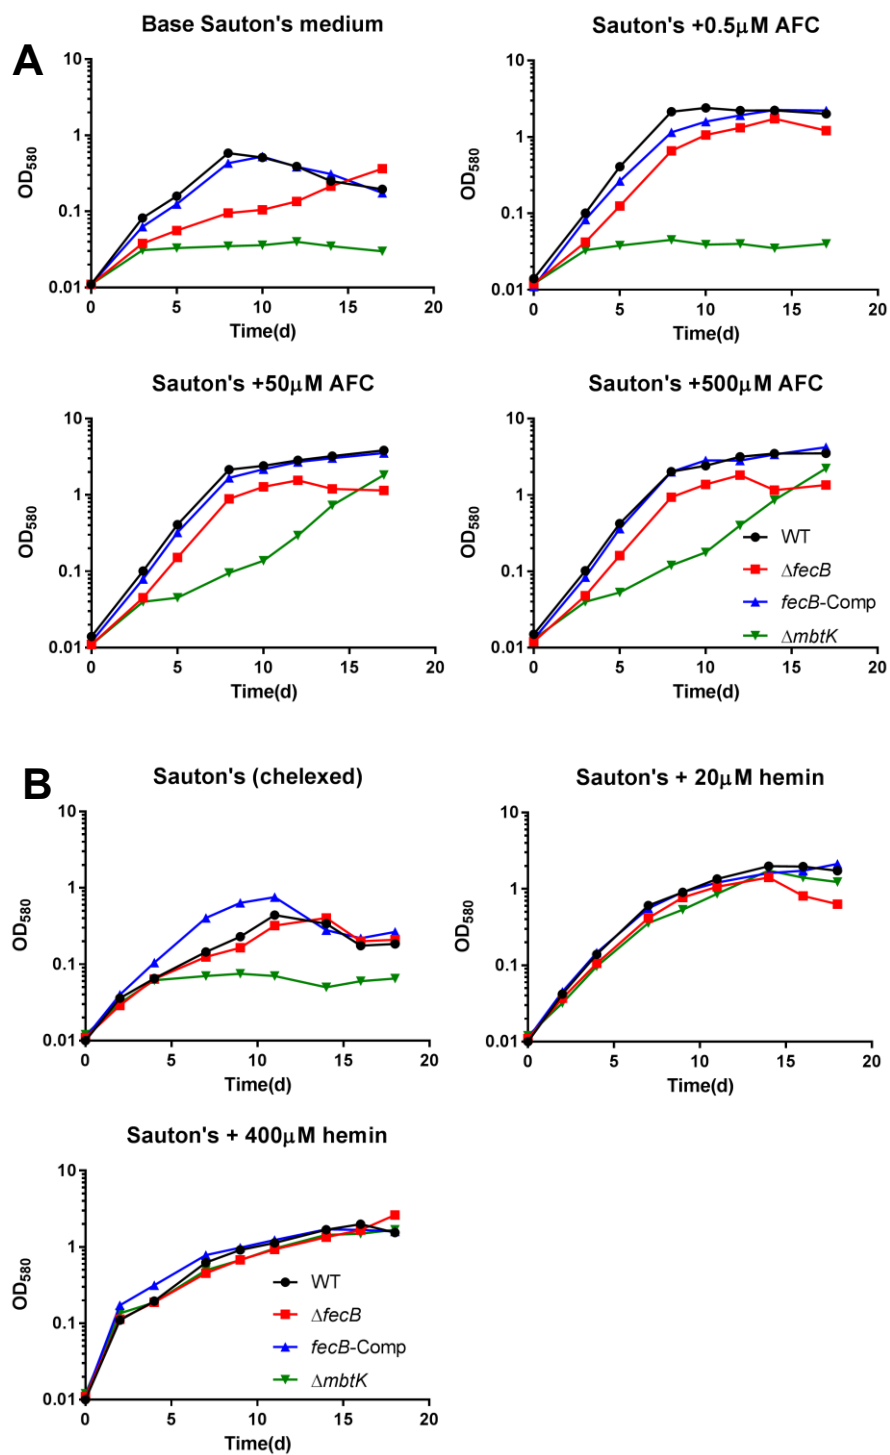 A
Base Sauton's medium
OD580
10
1
0.1
0.01
0 5 10 15 20
Time(d)
Sauton's +0.5μM AFC
OD580
10
1
0.1
0.01
0 5 10 15 20
Time(d)
Sauton's +50μM AFC
OD580
10
1
0.1
0.01
0 5 10 15 20
Time(d)
Sauton's +500μM AFC
OD580
10
1
0.1
0.01
0 5 10 15 20
Time(d)
WT
ΔfecB
fecB-Comp
ΔmbtK
B
Sauton's (chelexed)
OD580
10
1
0.1
0.01
0 5 10 15 20
Time(d)
Sauton's + 20μM hemin
OD580
10
1
0.1
0.01
0 5 10 15 20
Time(d)
Sauton's + 400μM hemin
OD580
10
1
0.1
0.01
0 5 10 15 20
Time(d)
WT
ΔfecB
fecB-Comp
ΔmbtK